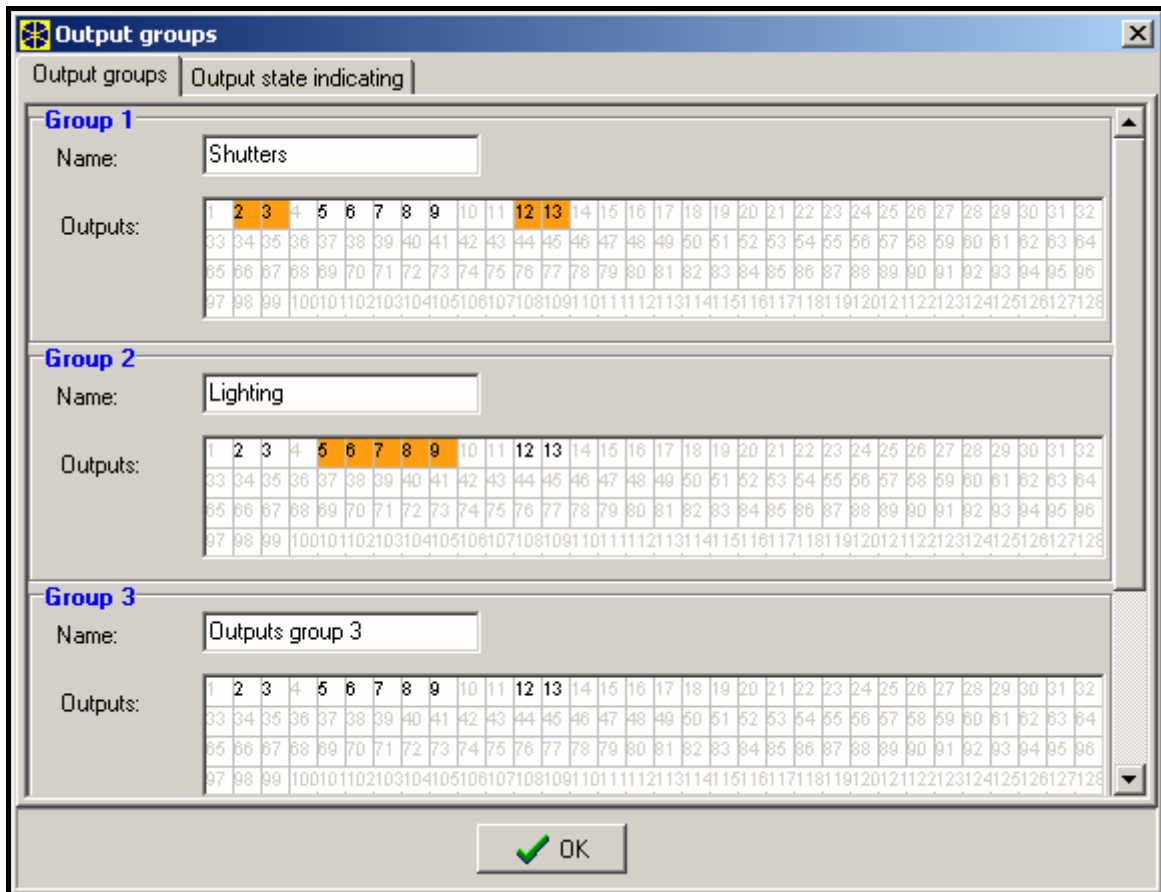 Output groups
Output groups Output state indicating
Group 1
Name: Shutters
Outputs: 1 2 3 4 5 6 7 8 9 10 11 12 13 14 15 16 17 18 19 20 21 22 23 24 25 26 27 28 29 30 31 32
33 34 35 36 37 38 39 40 41 42 43 44 45 46 47 48 49 50 51 52 53 54 55 56 57 58 59 60 61 62 63 64
65 66 67 68 69 70 71 72 73 74 75 76 77 78 79 80 81 82 83 84 85 86 87 88 89 90 91 92 93 94 95 96
97 98 99 100 101 102 103 104 105 106 107 108 109 110 111 112 113 114 115 116 117 118 119 120 121 122 123 124 125 126 127 128
Group 2
Name: Lighting
Outputs: 1 2 3 4 5 6 7 8 9 10 11 12 13 14 15 16 17 18 19 20 21 22 23 24 25 26 27 28 29 30 31 32
33 34 35 36 37 38 39 40 41 42 43 44 45 46 47 48 49 50 51 52 53 54 55 56 57 58 59 60 61 62 63 64
65 66 67 68 69 70 71 72 73 74 75 76 77 78 79 80 81 82 83 84 85 86 87 88 89 90 91 92 93 94 95 96
97 98 99 100 101 102 103 104 105 106 107 108 109 110 111 112 113 114 115 116 117 118 119 120 121 122 123 124 125 126 127 128
Group 3
Name: Outputs group 3
Outputs: 1 2 3 4 5 6 7 8 9 10 11 12 13 14 15 16 17 18 19 20 21 22 23 24 25 26 27 28 29 30 31 32
33 34 35 36 37 38 39 40 41 42 43 44 45 46 47 48 49 50 51 52 53 54 55 56 57 58 59 60 61 62 63 64
65 66 67 68 69 70 71 72 73 74 75 76 77 78 79 80 81 82 83 84 85 86 87 88 89 90 91 92 93 94 95 96
97 98 99 100 101 102 103 104 105 106 107 108 109 110 111 112 113 114 115 116 117 118 119 120 121 122 123 124 125 126 127 128
OK